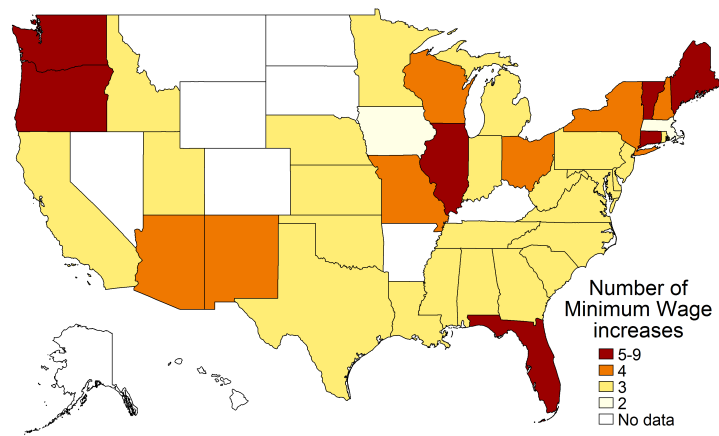 Number of
Minimum Wage
increases
5-9
4
3
2
No data